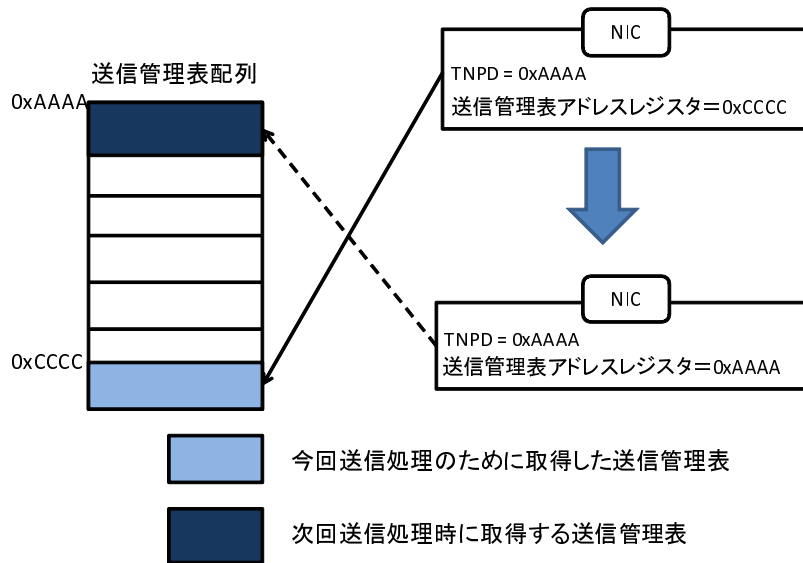 NIC
TNPD = 0xAAAA
送信管理表アドレスレジスタ=0xCCCC
送信管理表配列
0xAAAA
0xCCCC
NIC
TNPD = 0xAAAA
送信管理表アドレスレジスタ=0xAAAA
今回送信処理のために取得した送信管理表
次回送信処理時に取得する送信管理表